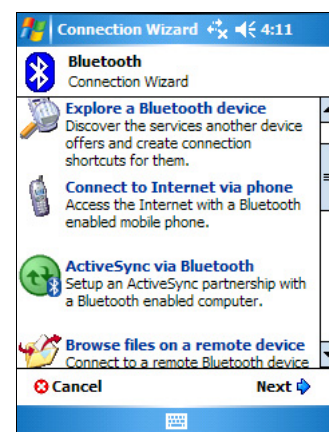 Connection Wizard 4:11
Bluetooth
Connection Wizard
Explore a Bluetooth device
Discover the services another device
offers and create connection
shortcuts for them.
Connect to Internet via phone
Access the Internet with a Bluetooth
enabled mobile phone.
ActiveSync via Bluetooth
Setup an ActiveSync partnership with
a Bluetooth enabled computer.
Browse files on a remote device
Connect to a remote Bluetooth device
Cancel Next